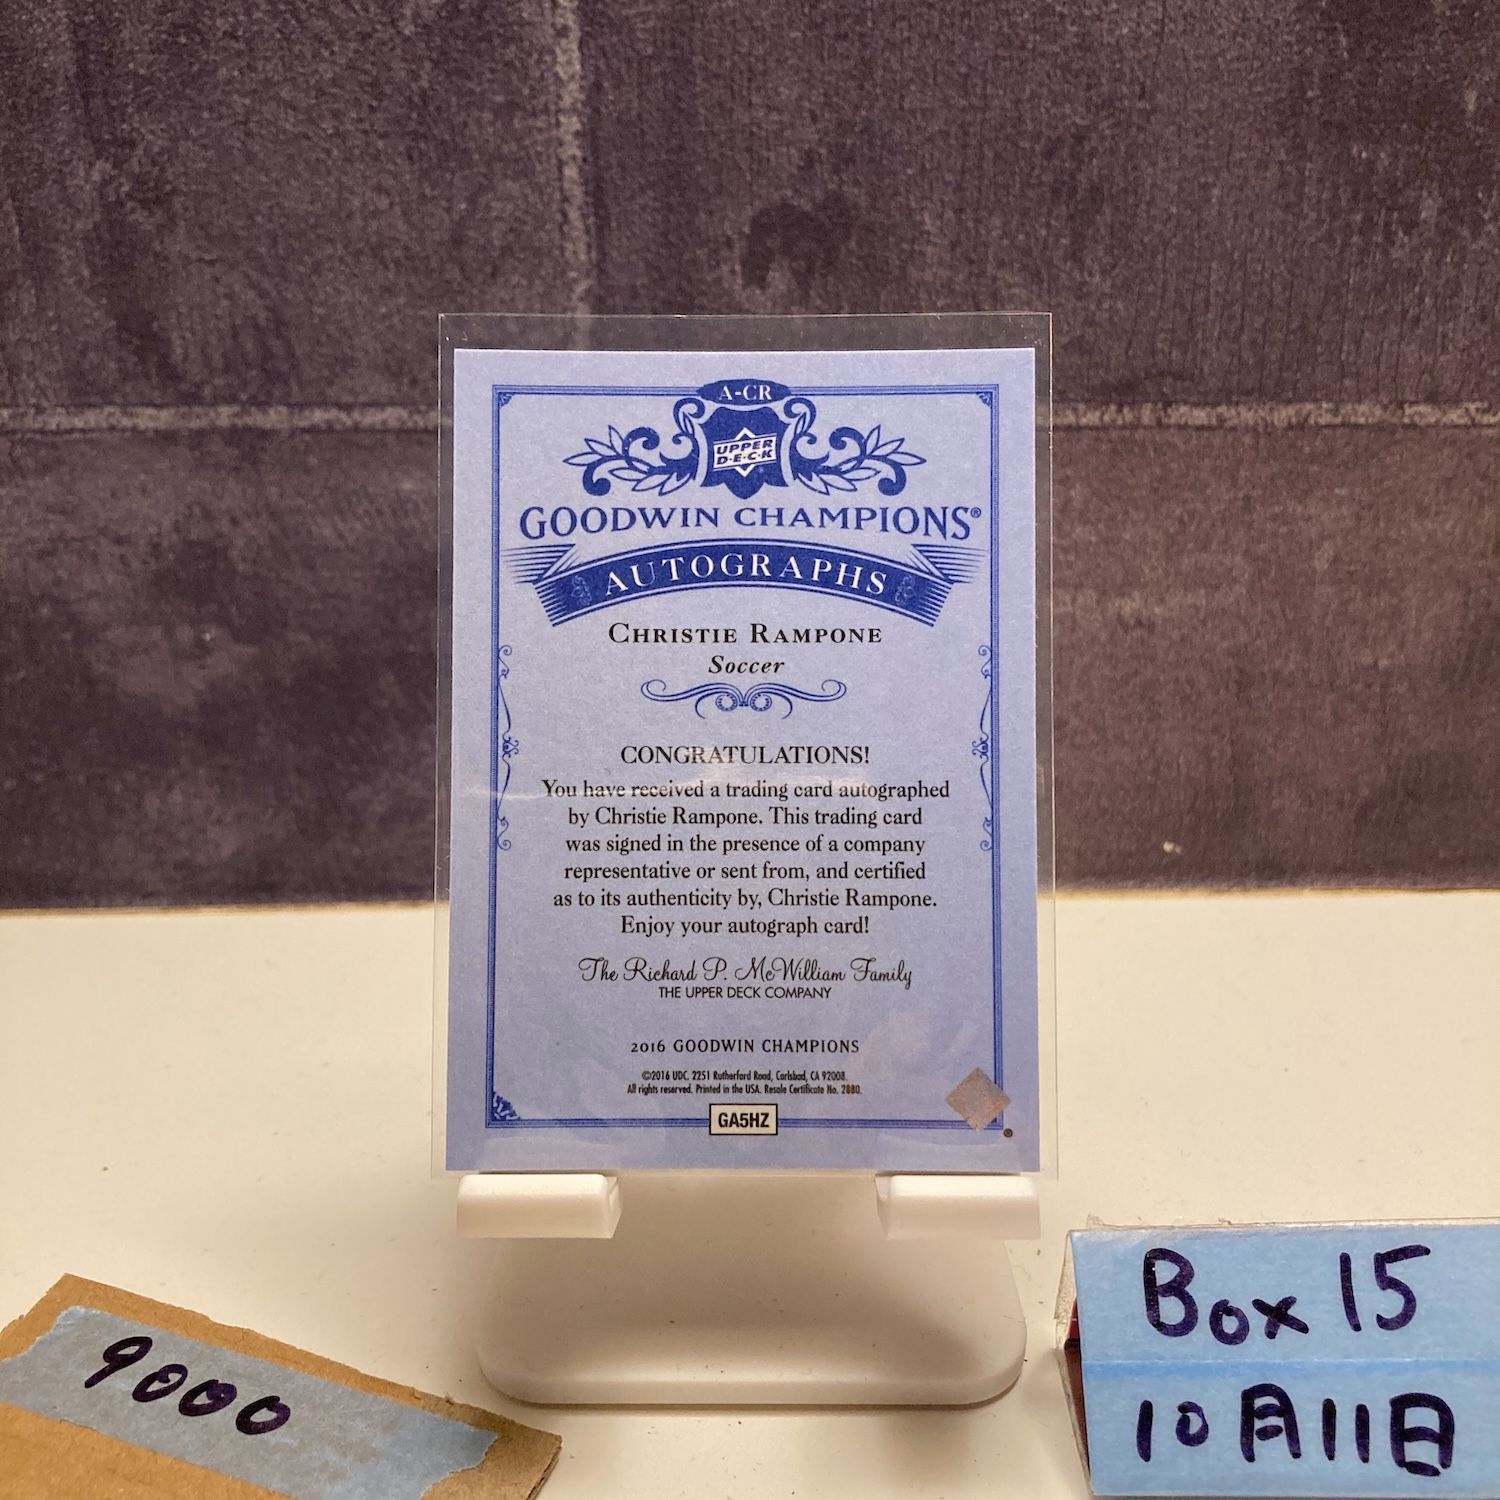 A-CR
UPPER
D·E·C·K
GOODWIN CHAMPIONS®
AUTOGRAPHS
CHRISTIE RAMPONE
Soccer
CONGRATULATIONS!
You have received a trading card autographed
by Christie Rampone. This trading card
was signed in the presence of a company
representative or sent from, and certified
as to its authenticity by, Christie Rampone.
Enjoy your autograph card!
The Richard P. McWilliam Family
THE UPPER DECK COMPANY
2016 GOODWIN CHAMPIONS
©2016 UDC, 2251 Rutherford Road, Carlsbad, CA 92008.
All rights reserved. Printed in the USA. Resale Certificate No. 2880.
GA5HZ
®
9000
Box 15
10月11日